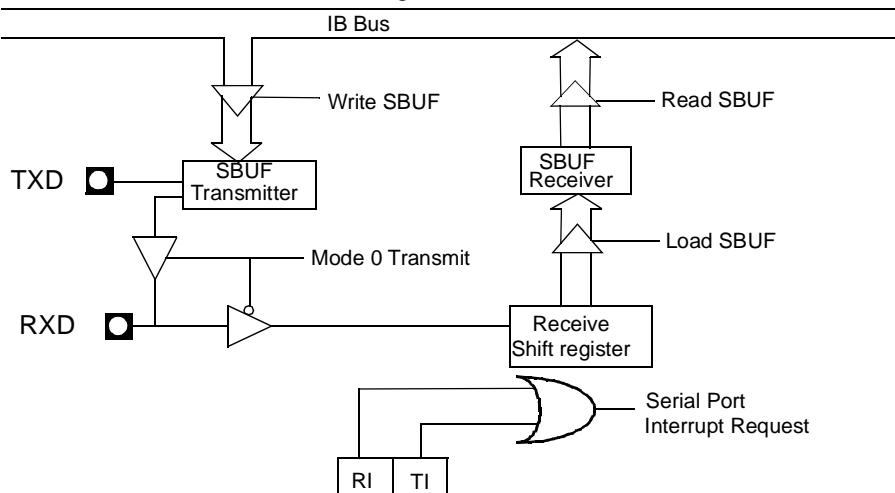 IB Bus
Write SBUF
Read SBUF
TXD
SBUF
Transmitter
SBUF
Receiver
Load SBUF
Mode 0 Transmit
RXD
Receive
Shift register
Serial Port
Interrupt Request
RI
TI